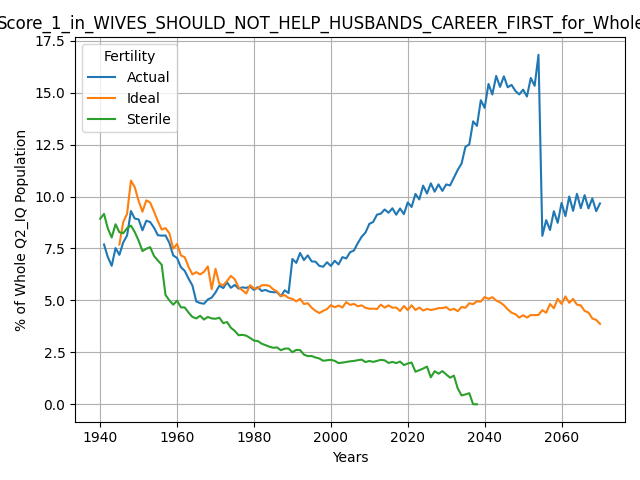 Score_1_in_WIVES_SHOULD_NOT_HELP_HUSBANDS_CAREER_FIRST_for_Whole
17.5
15.0
12.5
10.0
7.5
5.0
2.5
0.0
% of Whole Q2_IQ Population
Fertility
Actual
Ideal
Sterile
1940 1960 1980 2000 2020 2040 2060
Years